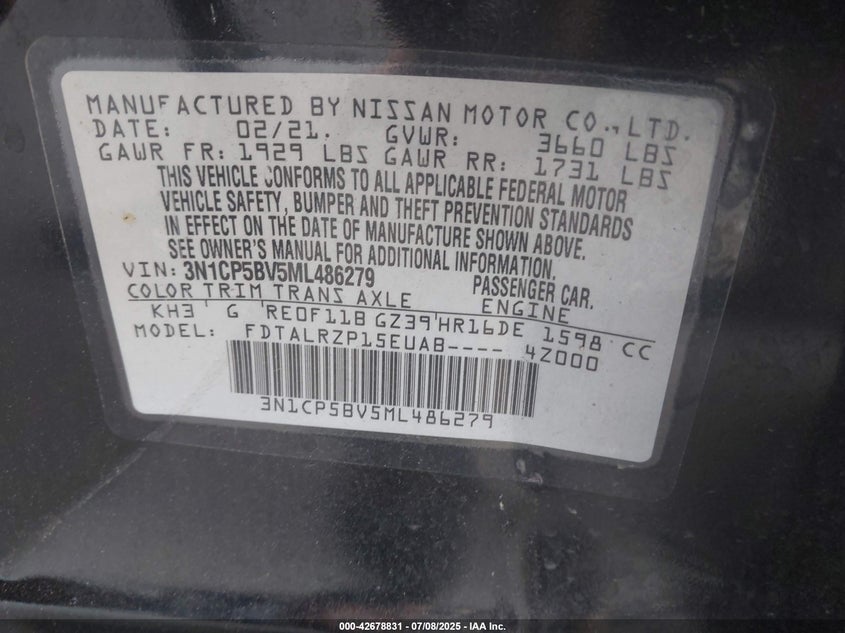 MANUFACTURED BY NISSAN MOTOR CO., LTD.
DATE: 02/21. GVWR: 3660 LBS
GAWR FR: 1929 LBS GAWR RR: 1731 LBS
THIS VEHICLE CONFORMS TO ALL APPLICABLE FEDERAL MOTOR
VEHICLE SAFETY, BUMPER AND THEFT PREVENTION STANDARDS
IN EFFECT ON THE DATE OF MANUFACTURE SHOWN ABOVE.
SEE OWNER'S MANUAL FOR ADDITIONAL INFORMATION.
VIN: 3N1CP5BV5ML486279 PASSENGER CAR.
COLOR TRIM TRANS AXLE ENGINE
KH3 ' G 'RE0F11B GZ39'HR16DE 1598 CC
MODEL: FDTALRZP15EUAB---- 4Z000
3N1CP5BV5ML486279
000-42678831 - 07/08/2025 - IAA Inc.